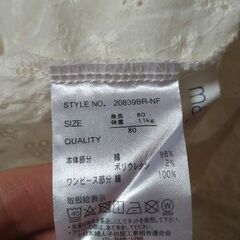 STYLE NO. 20839BR-NF
SIZE 身長 80
体重 11kg
80
QUALITY
本体部分 綿 98%
ポリウレタン 2%
ワンピース部分 綿 100%
取扱絵表示
40